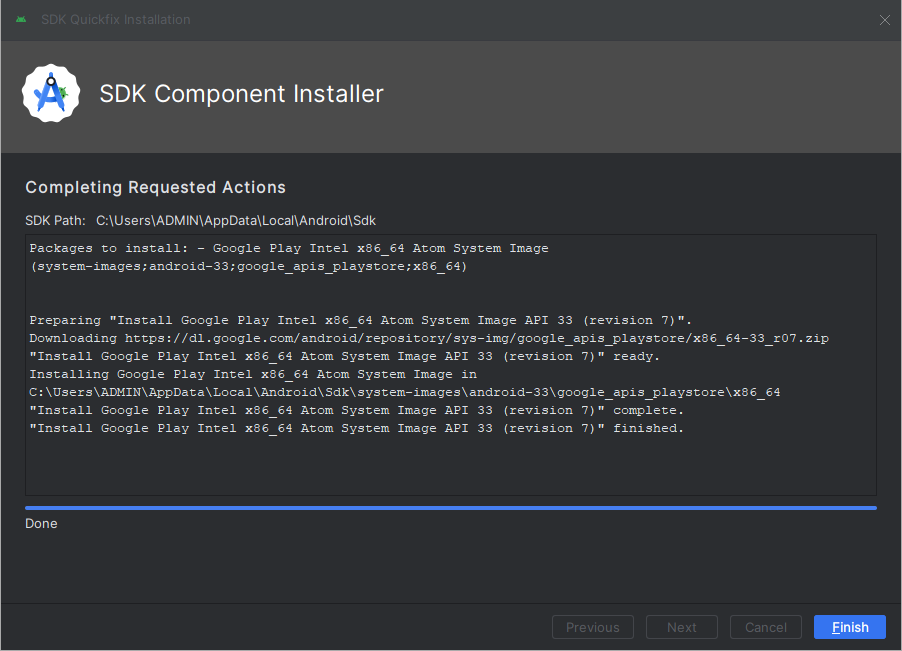 SDK Quickfix Installation
SDK Component Installer
Completing Requested Actions
SDK Path: C:\Users\ADMIN\AppData\Local\Android\Sdk
Packages to install: - Google Play Intel x86_64 Atom System Image
(system-images;android-33;google_apis_playstore;x86_64)
Preparing "Install Google Play Intel x86_64 Atom System Image API 33 (revision 7)".
Downloading https://dl.google.com/android/repository/sys-img/google_apis_playstore/x86_64-33_r07.zip
"Install Google Play Intel x86_64 Atom System Image API 33 (revision 7)" ready.
Installing Google Play Intel x86_64 Atom System Image in
C:\Users\ADMIN\AppData\Local\Android\Sdk\system-images\android-33\google_apis_playstore\x86_64
"Install Google Play Intel x86_64 Atom System Image API 33 (revision 7)" complete.
"Install Google Play Intel x86_64 Atom System Image API 33 (revision 7)" finished.
Done
Previous Next Cancel Finish